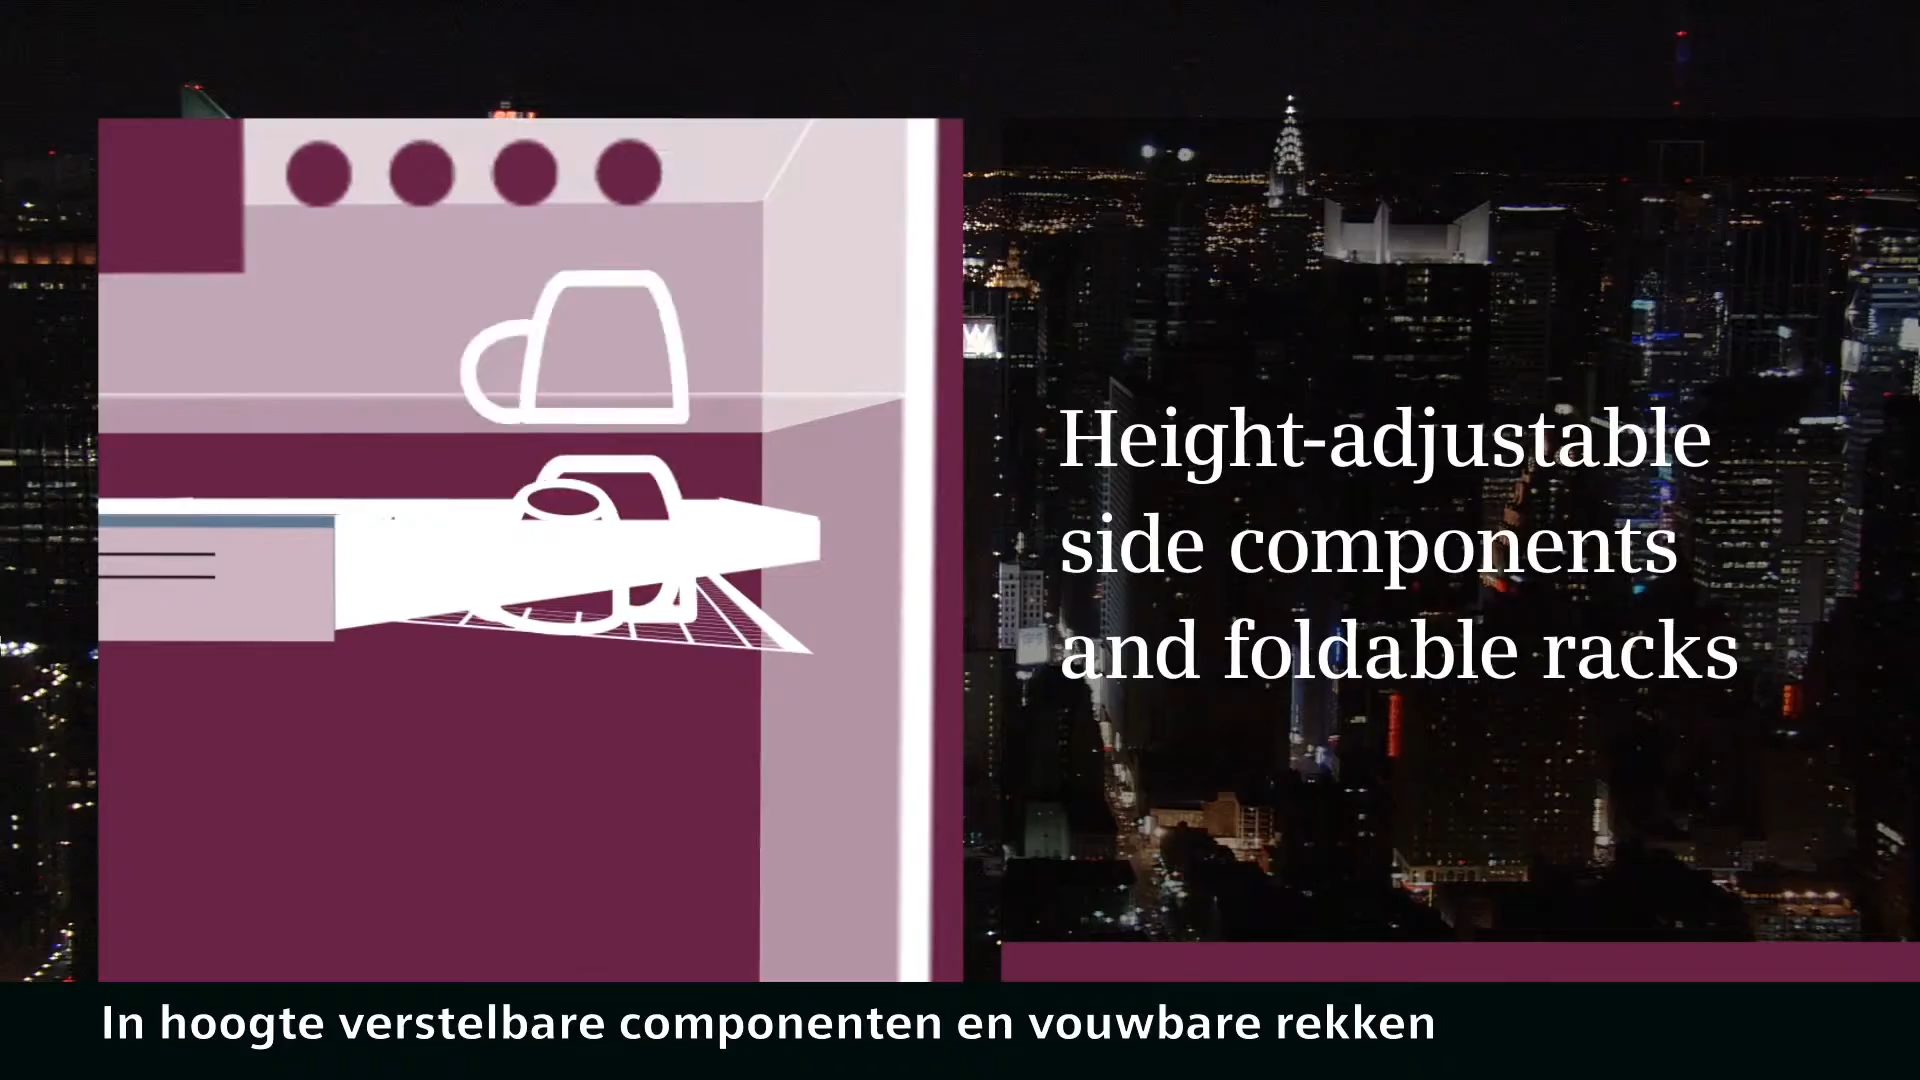 Height-adjustable
side components
and foldable racks
In hoogte verstelbare componenten en vouwbare rekken